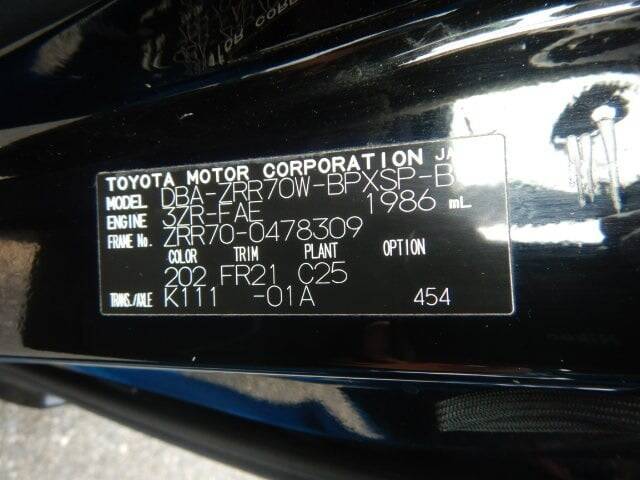 TOYOTA MOTOR CORPORATION JA
MODEL DBA-ZRR70W-BPXSP-B
ENGINE 3ZR-FAE 1986 mL
FRAME No. ZRR70-0478309
COLOR TRIM PLANT OPTION
202 FR21 C25
TRANS./AXLE K111 -01A 454